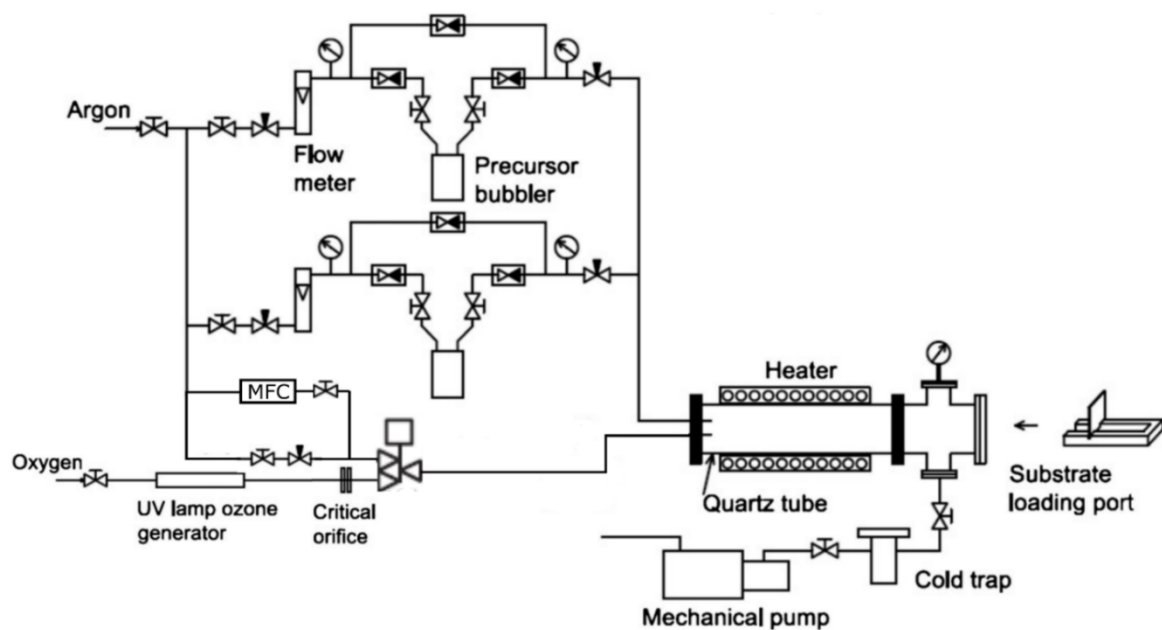 Argon
Flow
meter
Precursor
bubbler
MFC
Heater
Oxygen
UV lamp ozone
generator
Critical
orifice
Quartz tube
Substrate
loading port
Cold trap
Mechanical pump